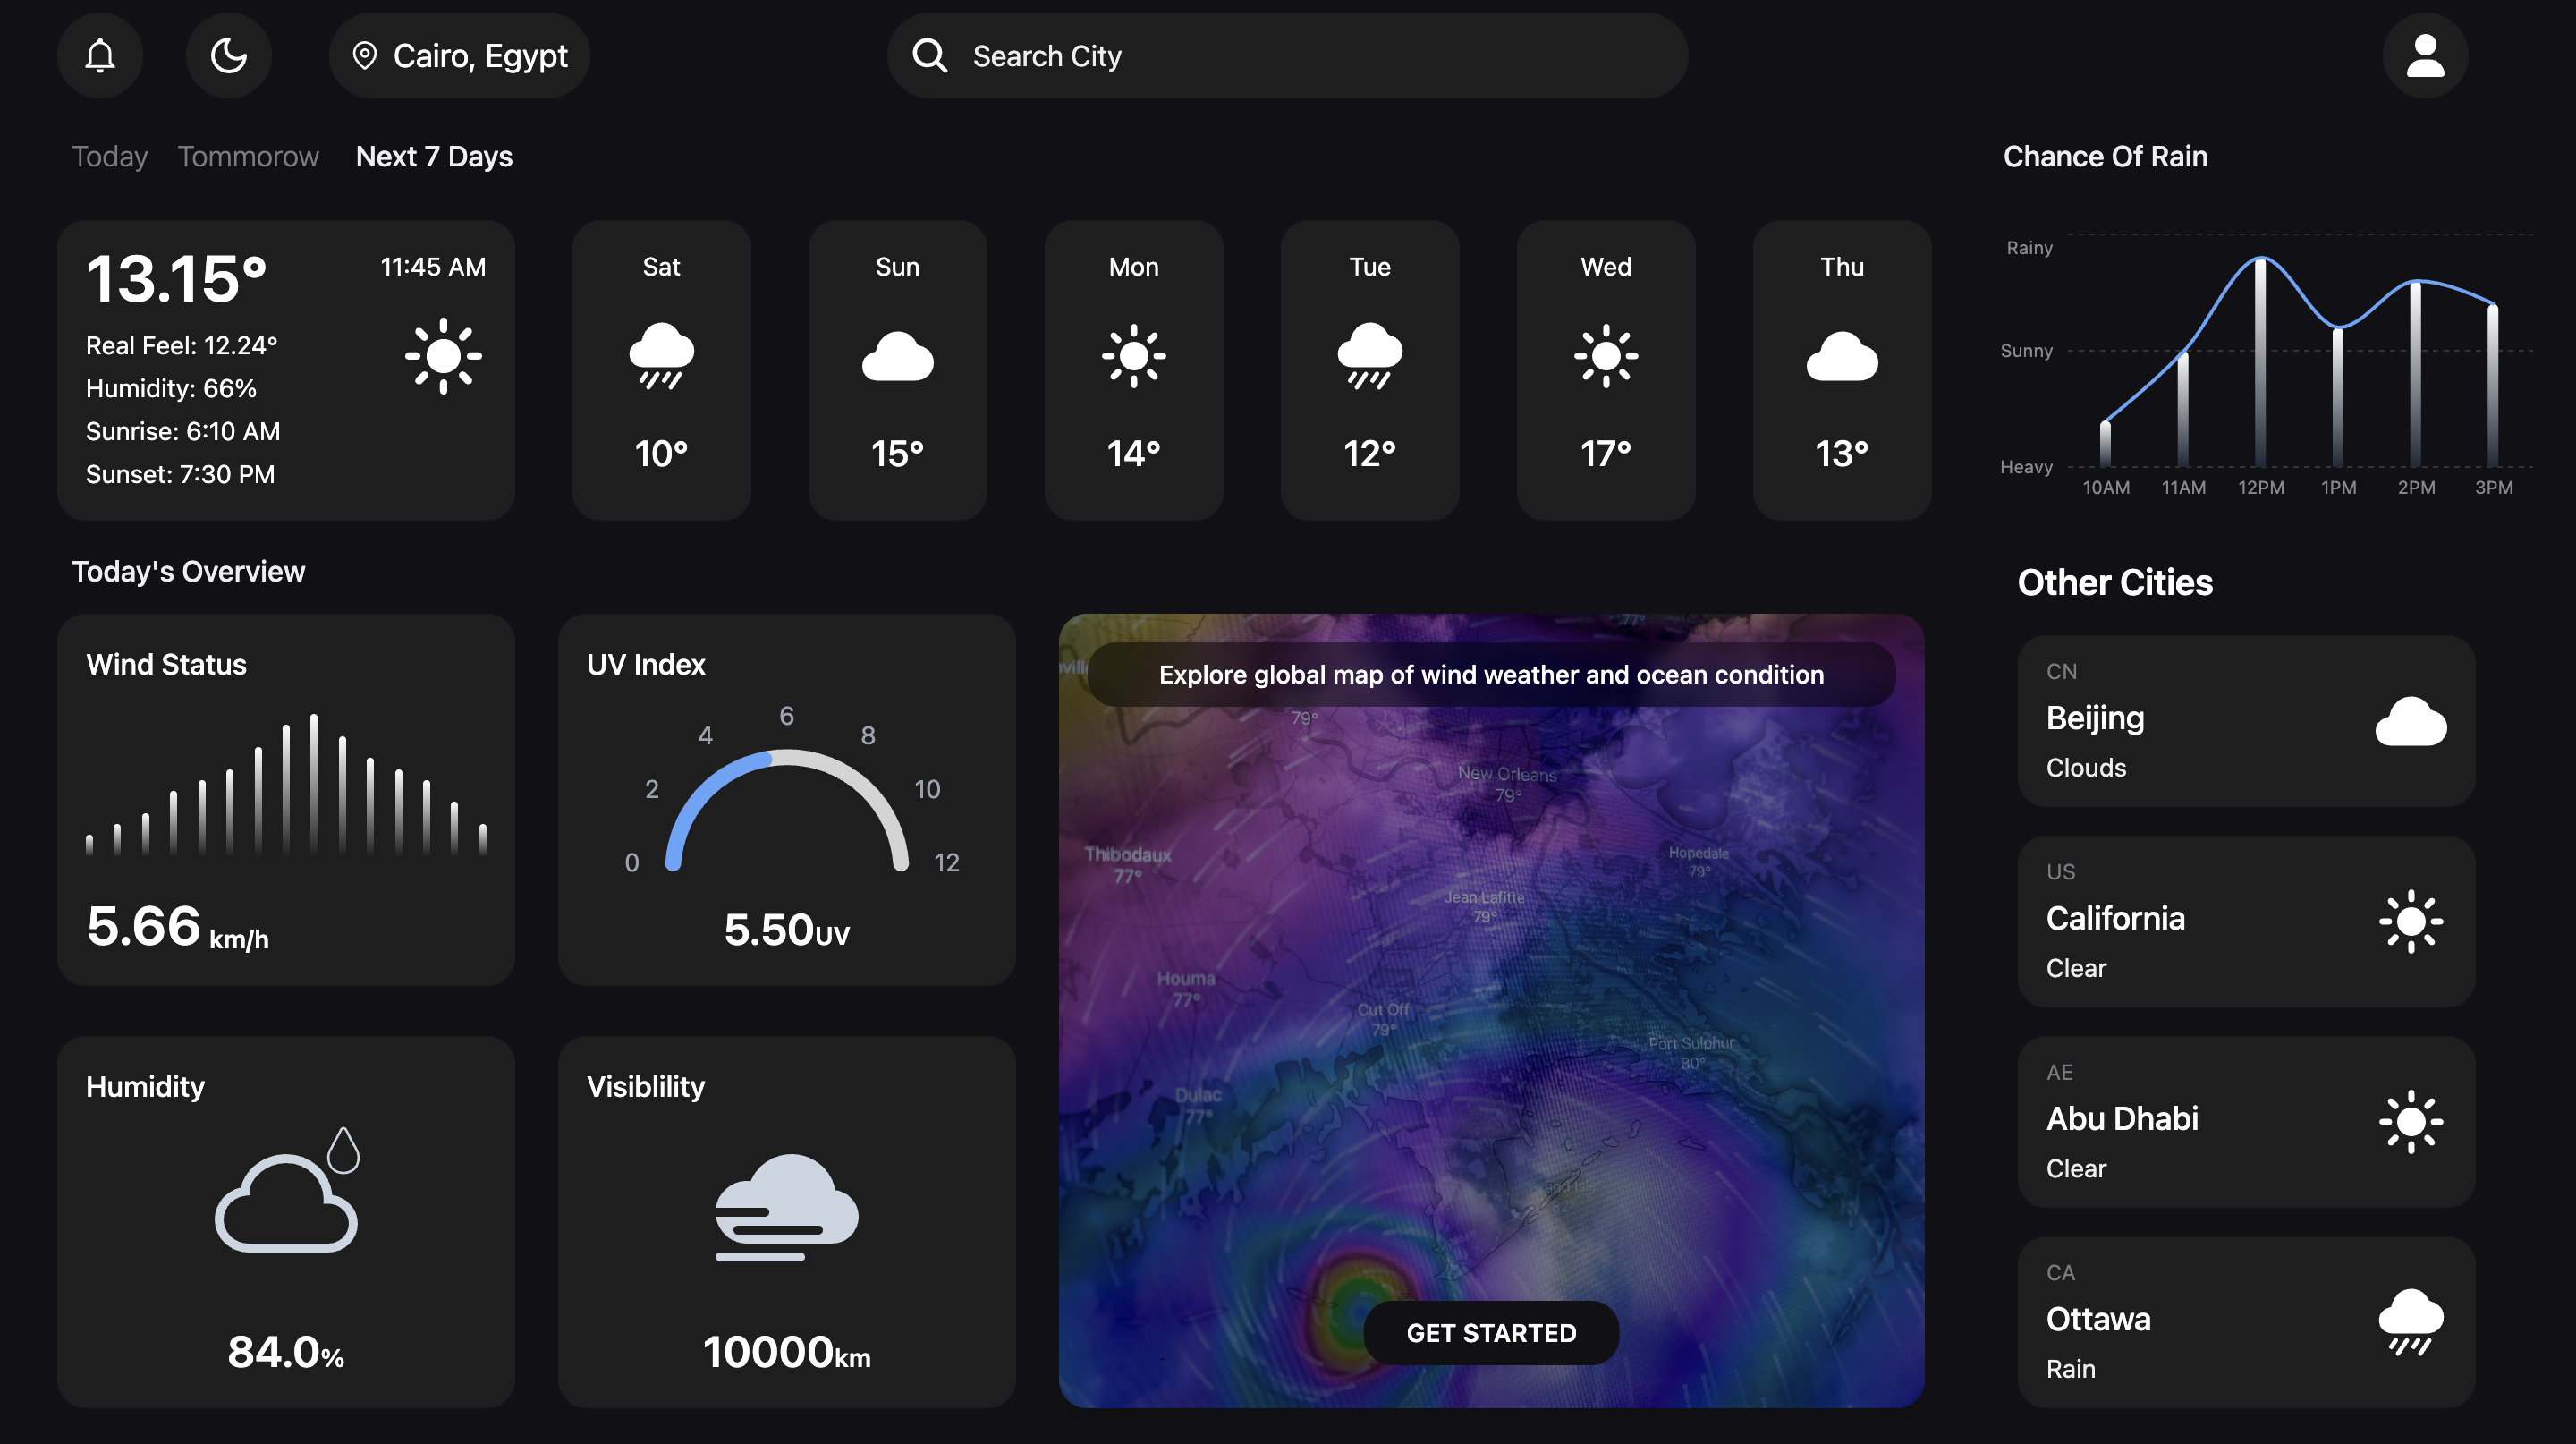 Cairo, Egypt
Search City
Today Tommorow Next 7 Days
13.15°
11:45 AM
Real Feel: 12.24°
Humidity: 66%
Sunrise: 6:10 AM
Sunset: 7:30 PM
Sat
10°
Sun
15°
Mon
14°
Tue
12°
Wed
17°
Thu
13°
Chance Of Rain
Rainy
Sunny
Heavy
10AM 11AM 12PM 1PM 2PM 3PM
Today's Overview
Wind Status
5.66 km/h
UV Index
0
2
4
6
8
10
12
5.50UV
Humidity
84.0%
Visiblility
10000km
77°
Explore global map of wind weather and ocean condition
79°
New Orleans
79°
Thibodaux
77°
Hopedale
79°
Jean Lafitte
79°
Houma
77°
Cut Off
79°
Port Sulphur
80°
Dulac
77°
GET STARTED
Other Cities
CN
Beijing
Clouds
US
California
Clear
AE
Abu Dhabi
Clear
CA
Ottawa
Rain